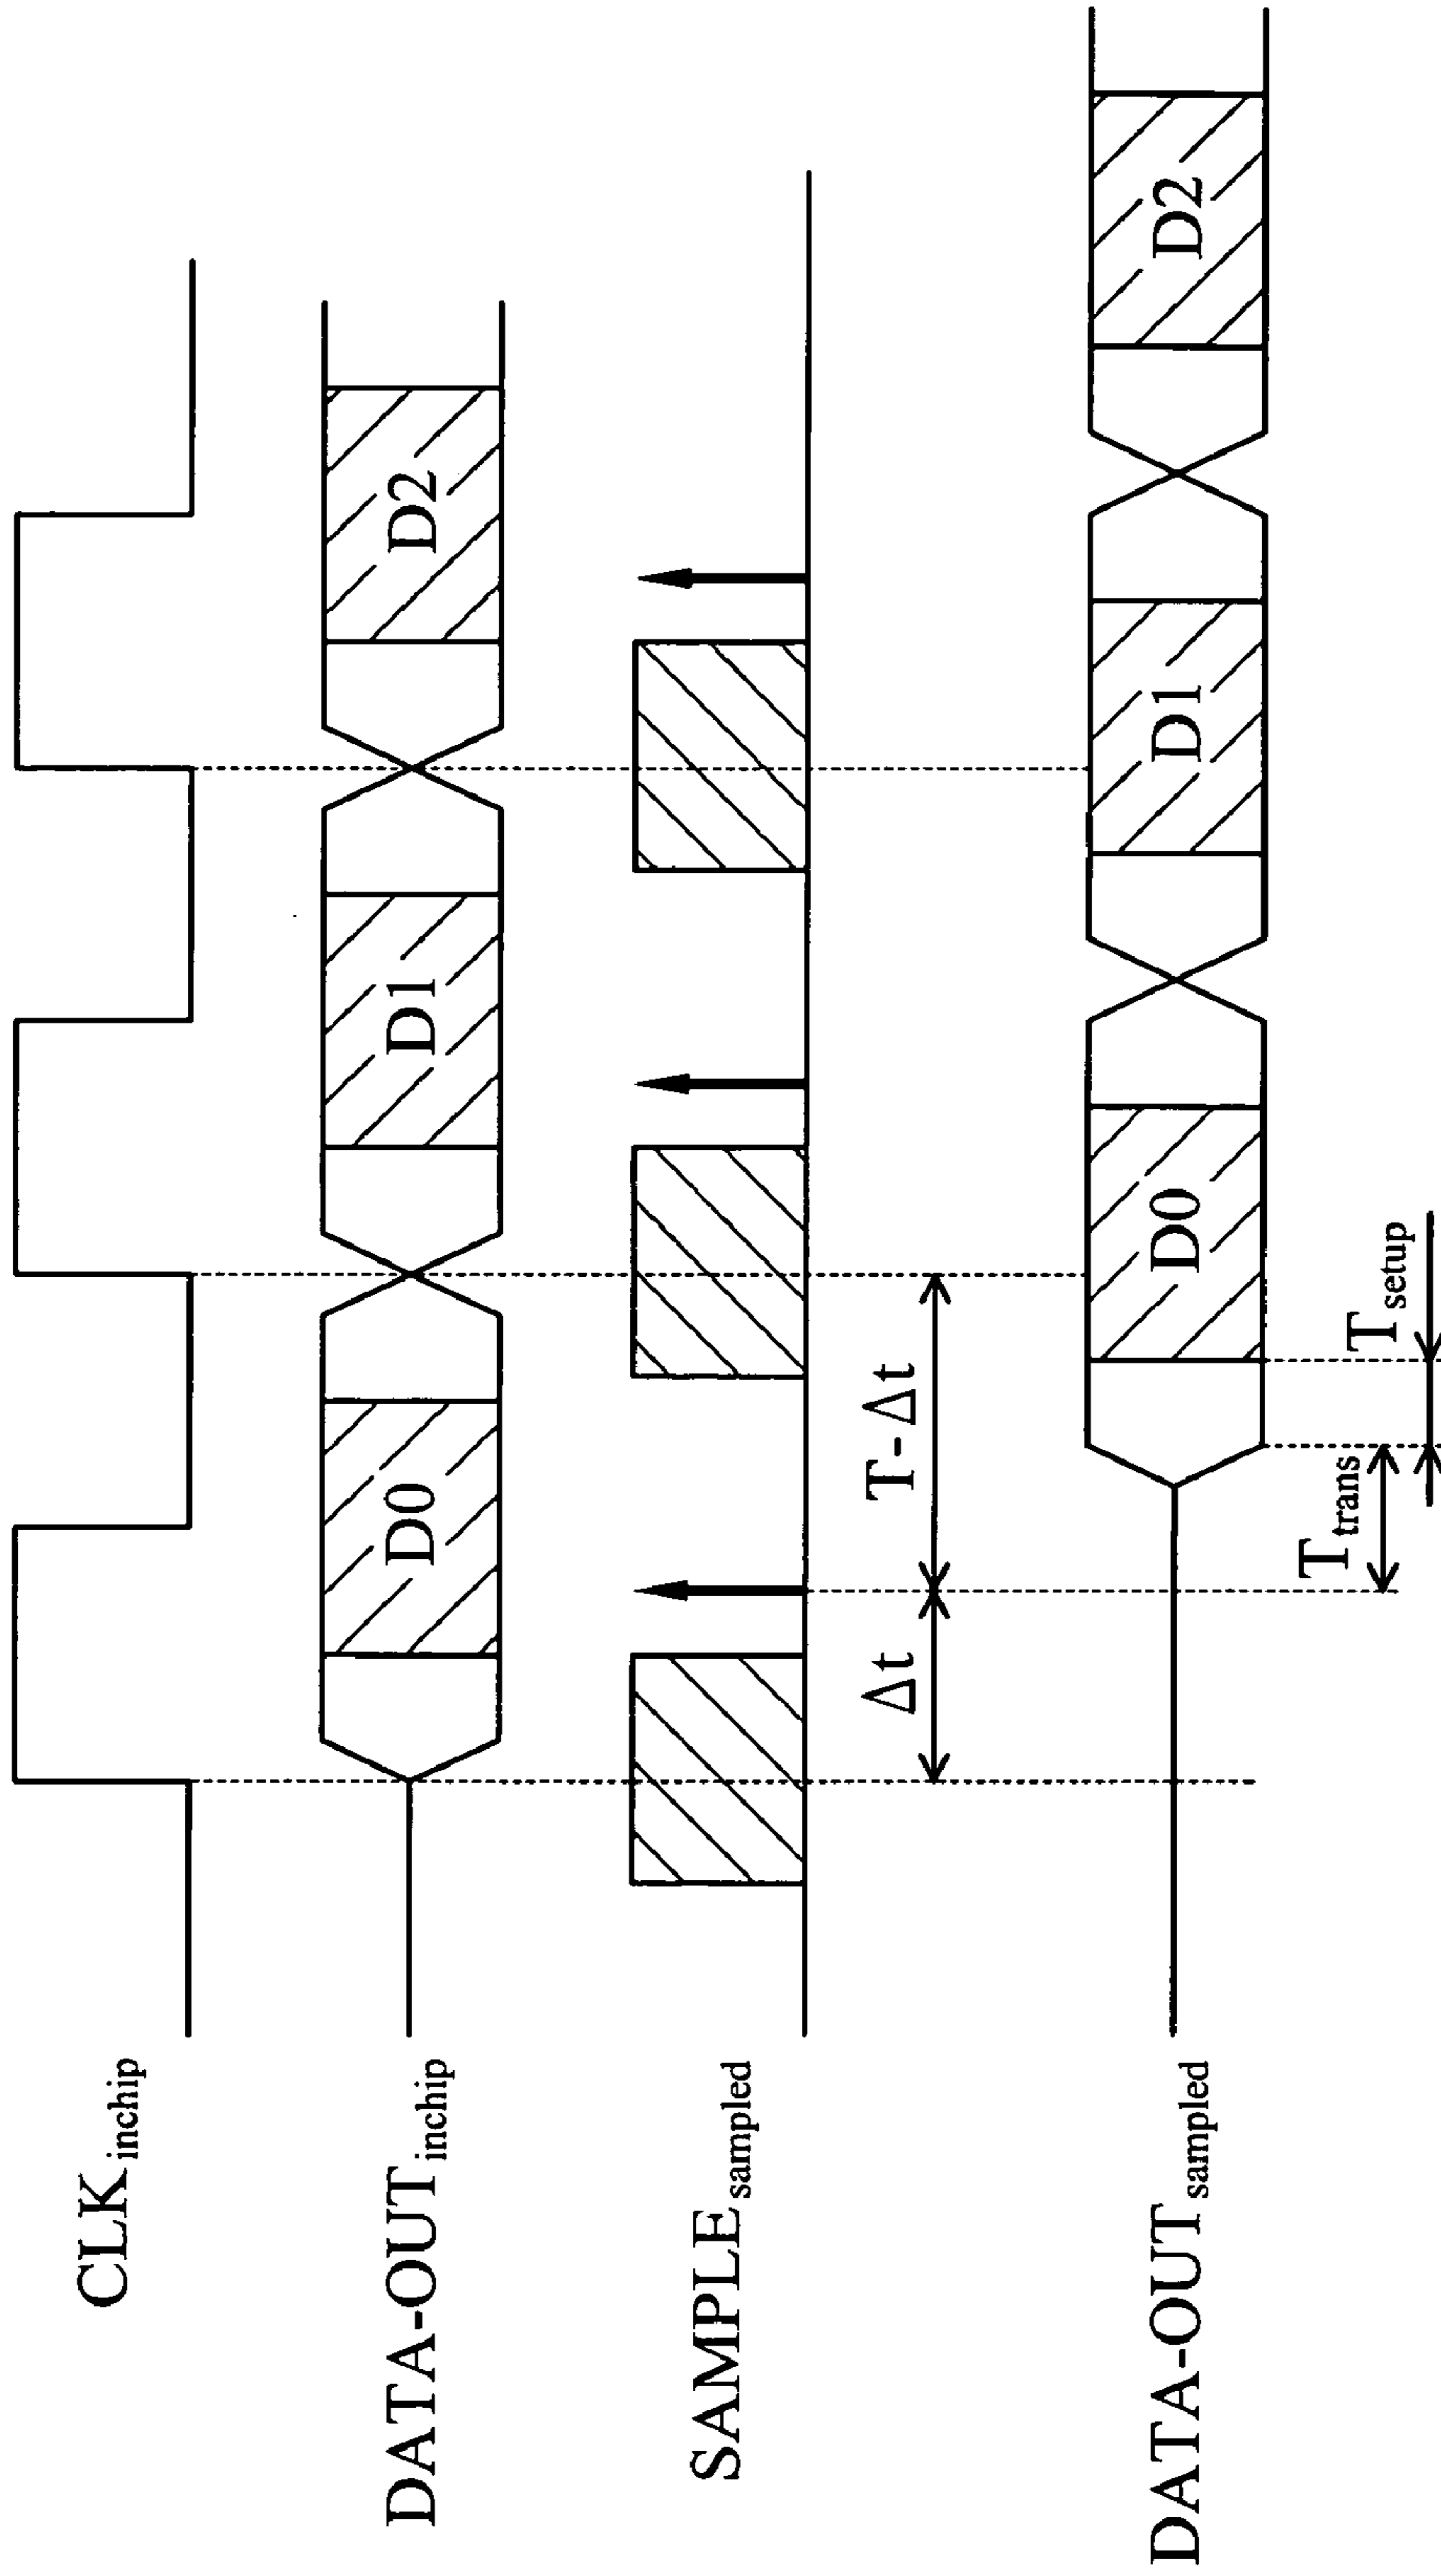 CLKinchip
DATA-OUTinchip
D0 D1 D2
SAMPLEsampled
Δt T-Δt
DATA-OUTsampled
D0 D1 D2
Ttrans Tsetup